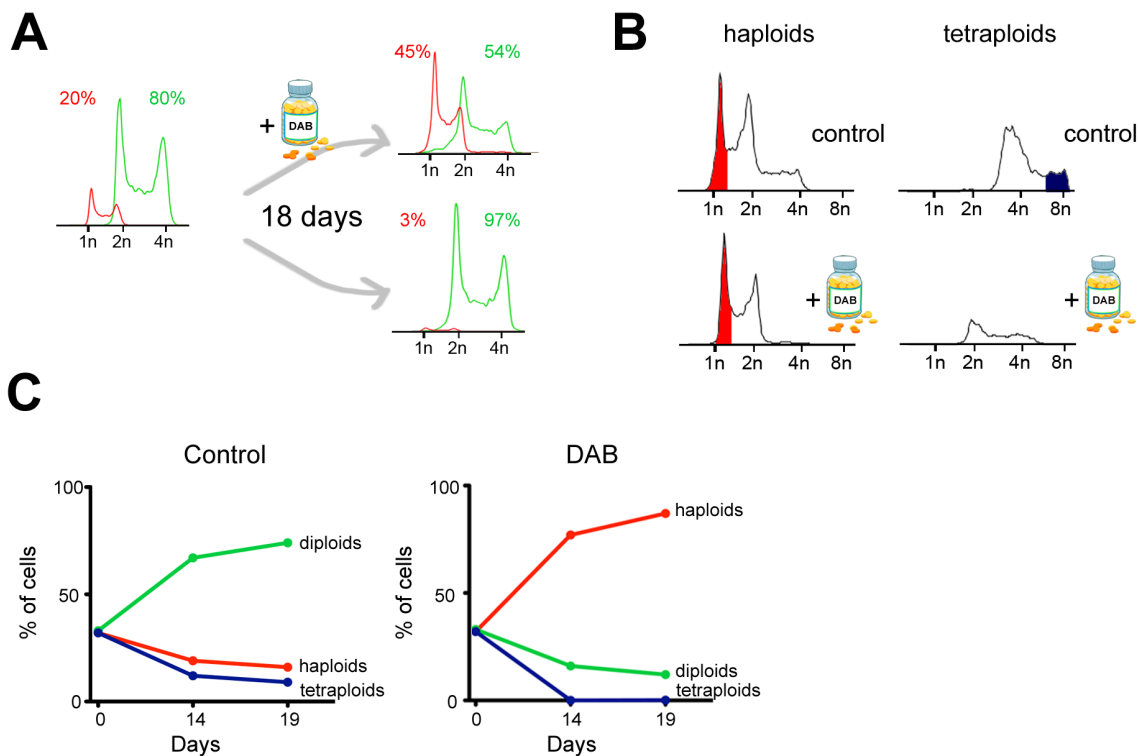 A
20%
80%
1n
2n
4n
+
DAB
18 days
45%
54%
1n
2n
4n
3%
97%
1n
2n
4n
B
haploids
tetraploids
control
1n
2n
4n
8n
control
1n
2n
4n
8n
+
DAB
1n
2n
4n
8n
+
DAB
1n
2n
4n
8n
C
Control
% of cells
100
50
0
diploids
haploids
tetraploids
0
14
19
Days
DAB
% of cells
100
50
0
haploids
diploids
tetraploids
0
14
19
Days